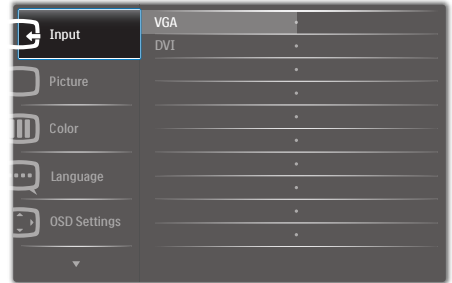 Input
VGA
DVI
Picture
Color
Language
OSD Settings